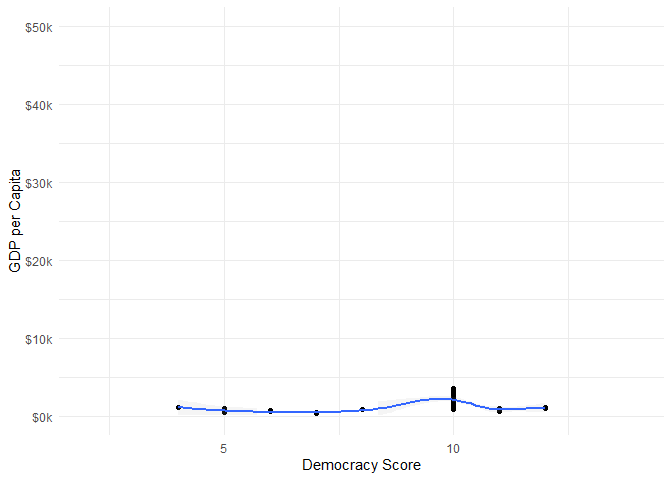 $50k
$40k
$30k
$20k
$10k
$0k
GDP per Capita
5 10
Democracy Score